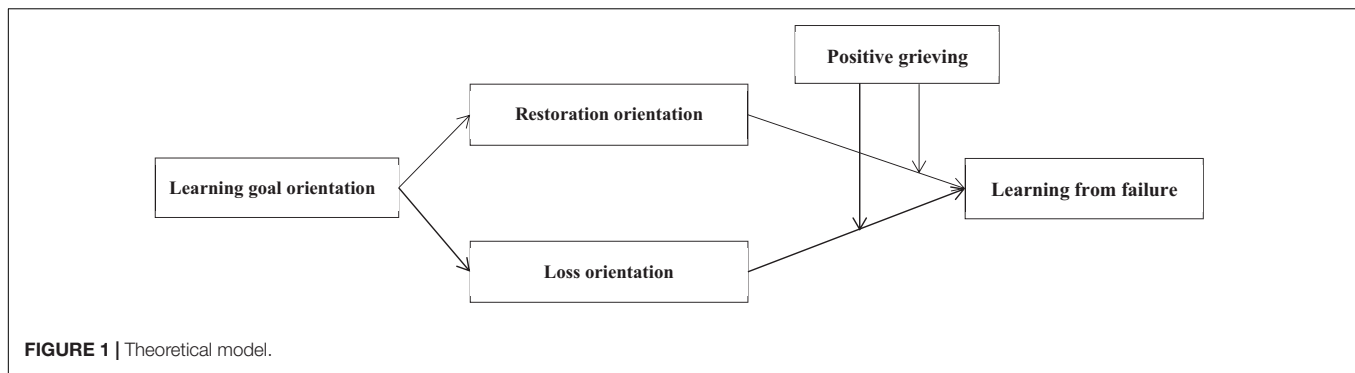 Positive grieving
Restoration orientation
Learning goal orientation
Learning from failure
Loss orientation
FIGURE 1 | Theoretical model.